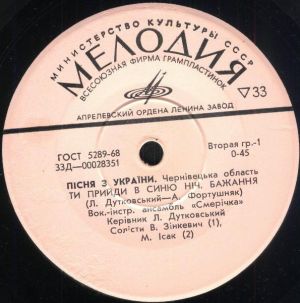 МИНИСТЕРСТВО КУЛЬТУРЫ СССР
МЕЛОДИЯ
ВСЕСОЮЗНАЯ ФИРМА ГРАМПЛАСТИНОК
▽33
АПРЕЛЕВСКИЙ ОРДЕНА ЛЕНИНА ЗАВОД
ГОСТ 5289-68
Вторая гр.-1
33Д—00028351
0-45
ПІСНЯ З УКРАЇНИ. Чернівецька область
ТИ ПРИЙДИ В СИНЮ НІЧ. БАЖАННЯ
(Л. Дутковський—А. Фортушняк)
Вок.-інстр. ансамбль «Смерічка»
Керівник Л. Дутковський
Солісти В. Зінкевич (1),
М. Ісак (2)